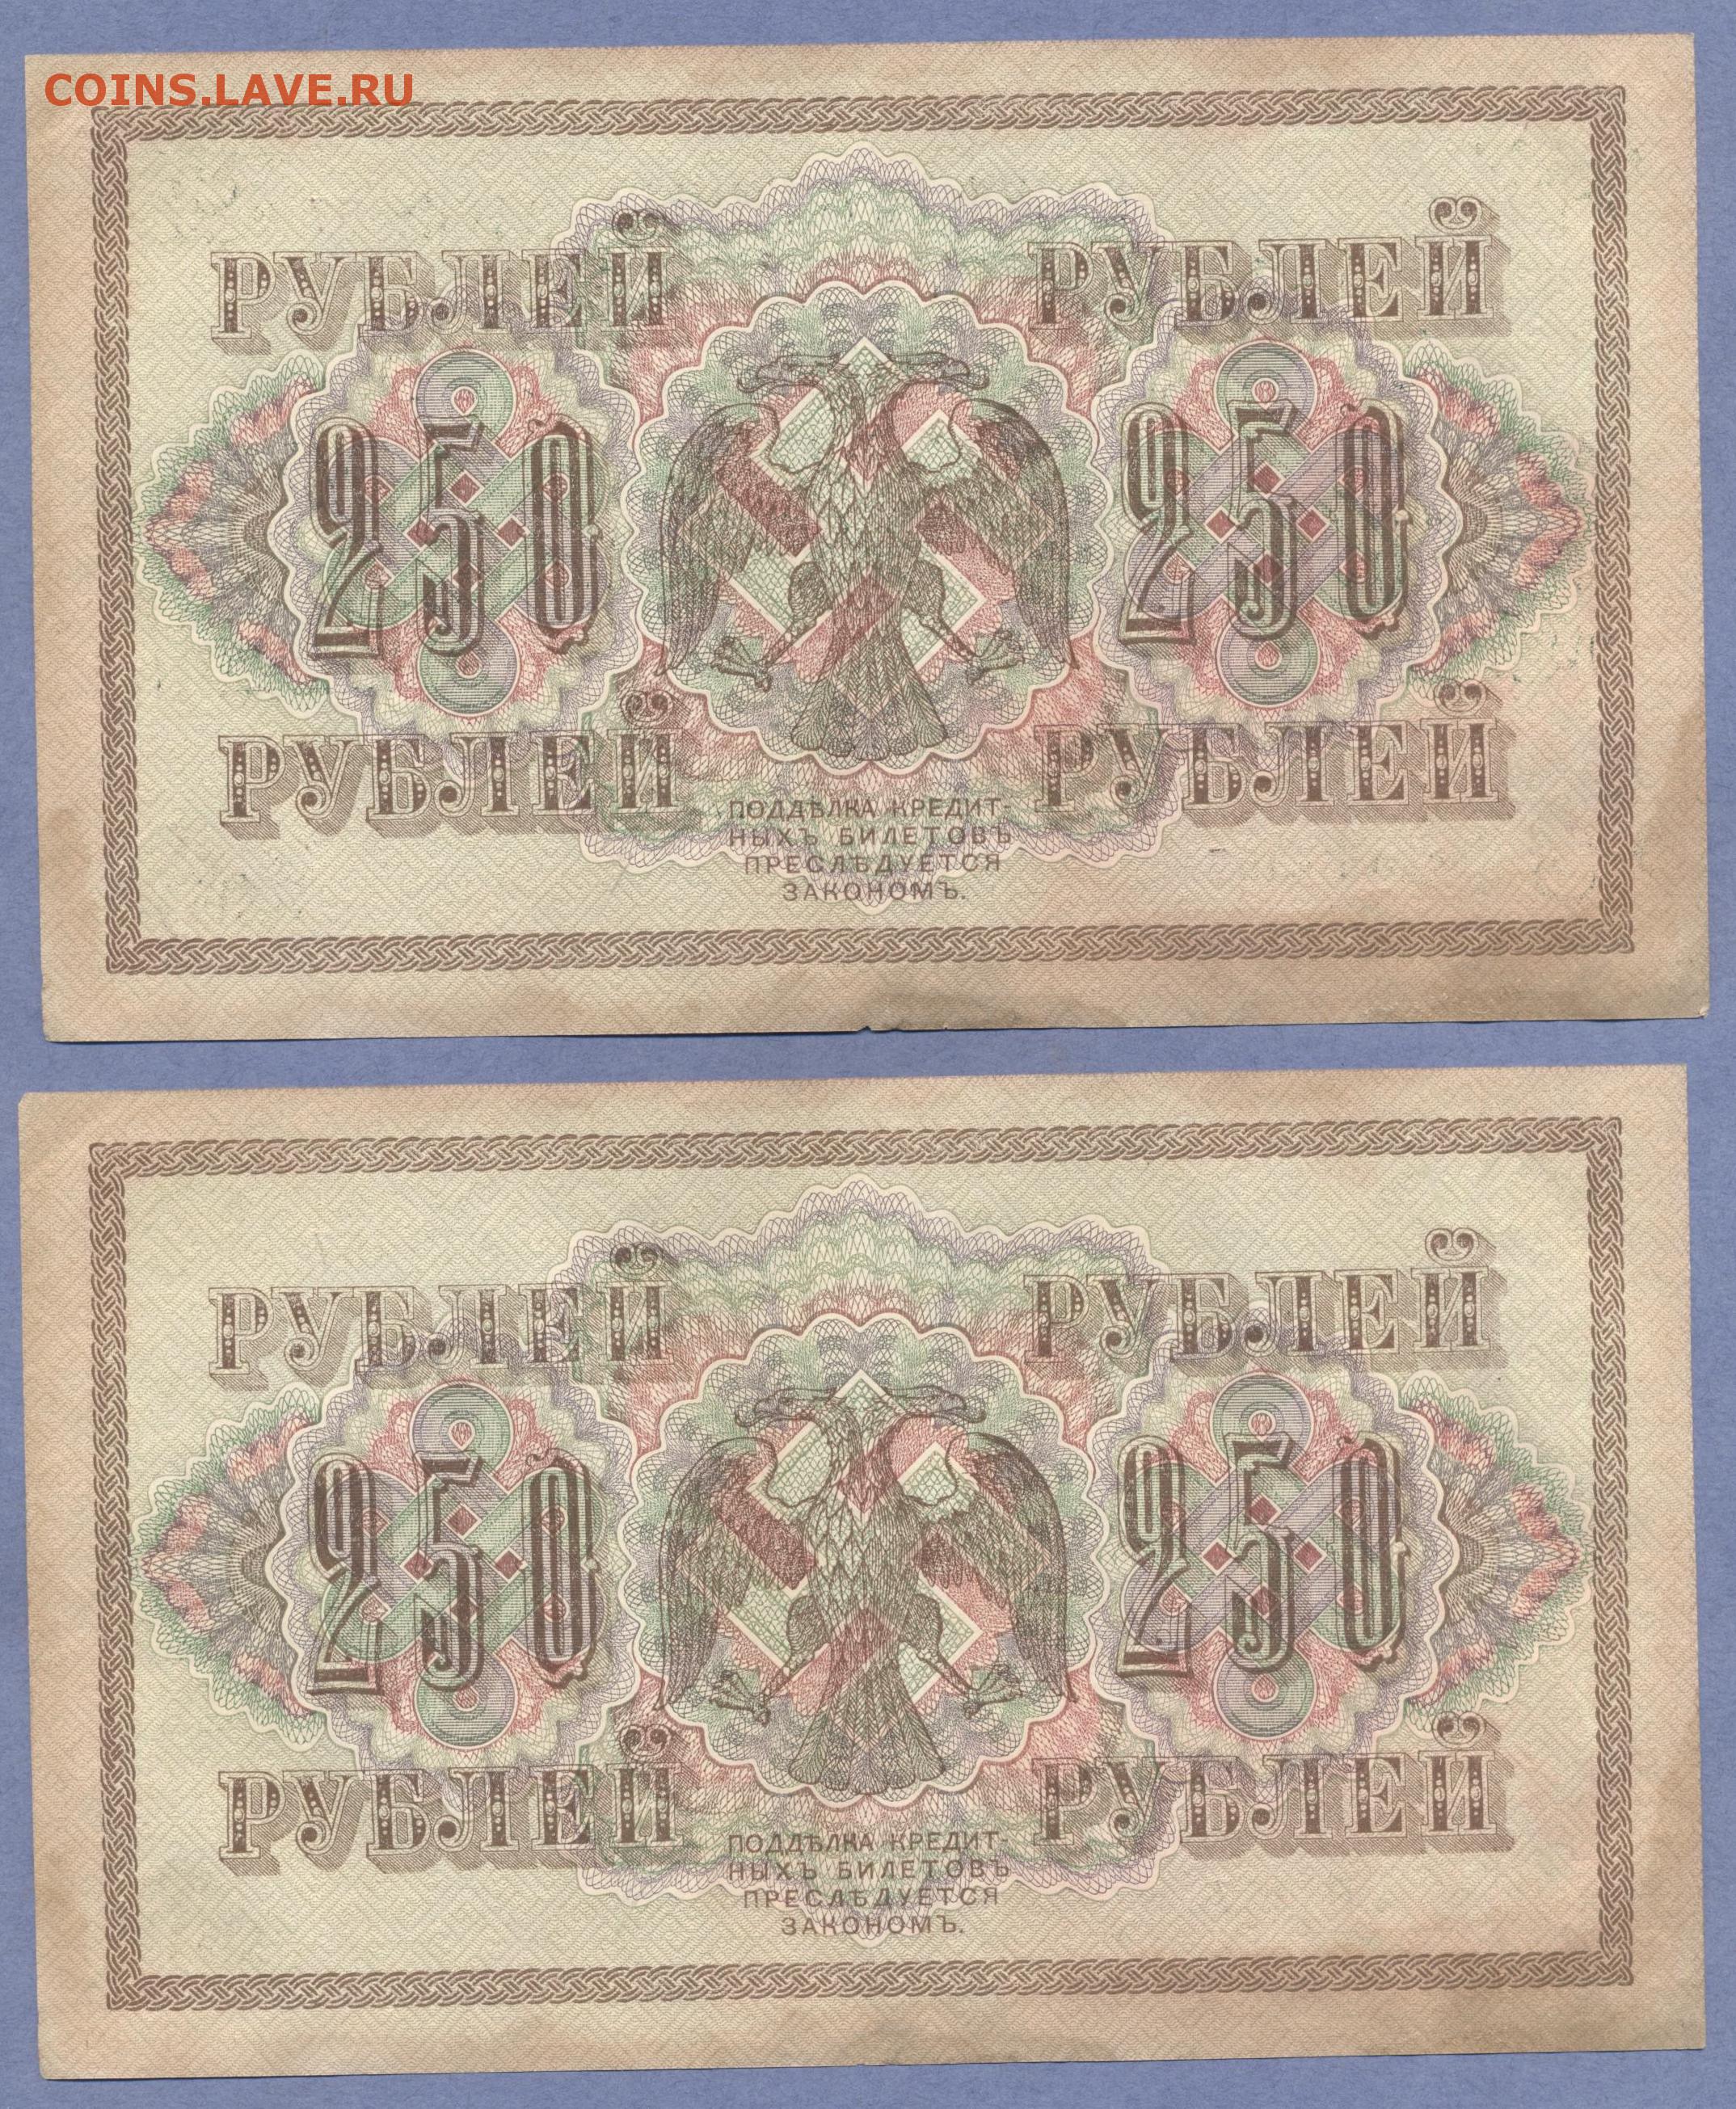 COINS.LAVE.RU
РУБЛЕЙ РУБЛЕЙ
250 250
РУБЛЕЙ РУБЛЕЙ
ПОДДѢЛКА КРЕДИТ-
НЫХЪ БИЛЕТОВЪ
ПРЕСЛѢДУЕТСЯ
ЗАКОНОМЪ.
РУБЛЕЙ РУБЛЕЙ
250 250
РУБЛЕЙ РУБЛЕЙ
ПОДДѢЛКА КРЕДИТ-
НЫХЪ БИЛЕТОВЪ
ПРЕСЛѢДУЕТСЯ
ЗАКОНОМЪ.